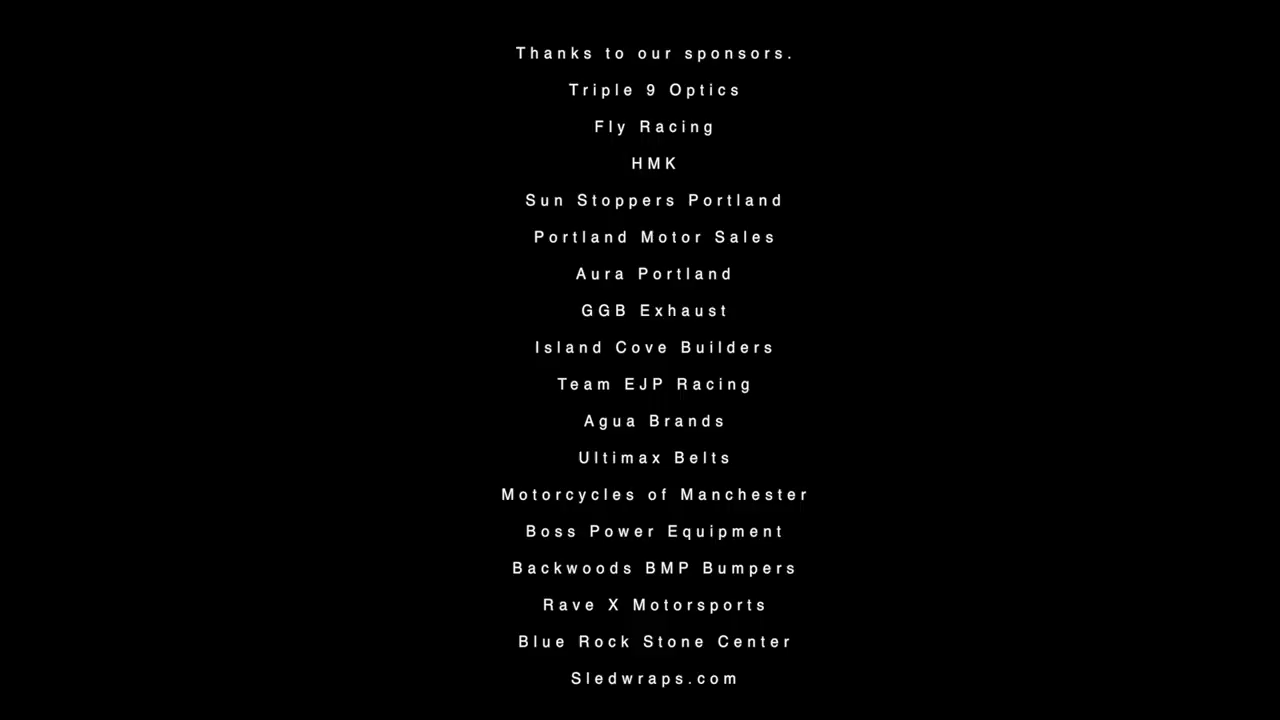 Thanks to our sponsors.
Triple 9 Optics
Fly Racing
HMK
Sun Stoppers Portland
Portland Motor Sales
Aura Portland
GGB Exhaust
Island Cove Builders
Team EJP Racing
Agua Brands
Ultimax Belts
Motorcycles of Manchester
Boss Power Equipment
Backwoods BMP Bumpers
Rave X Motorsports
Blue Rock Stone Center
Sledwraps.com